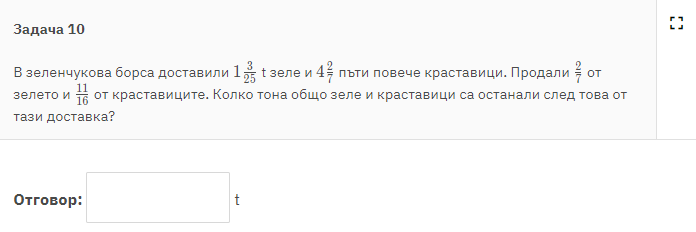 Задача 10
В зеленчукова борса доставили 1 3/25 t зеле и 4 2/7 пъти повече краставици. Продали 2/7 от
зелето и 11/16 от краставиците. Колко тона общо зеле и краставици са останали след това от
тази доставка?
Отговор: t